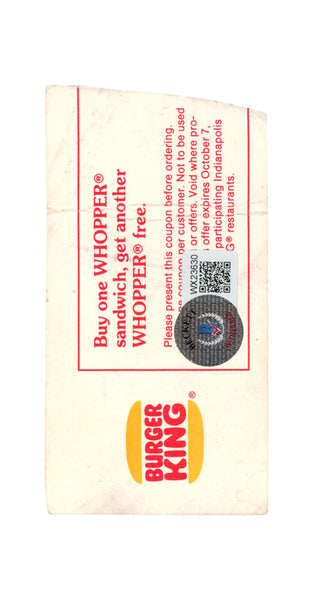 Buy one WHOPPER®
sandwich, get another
WHOPPER® free.
Please present this coupon before ordering.
coupon per customer. Not to be used
or offers. Void where pro-
offer expires October 7,
participating Indianapolis
G® restaurants.
WX23630
BECKETT
BURGER
KING®